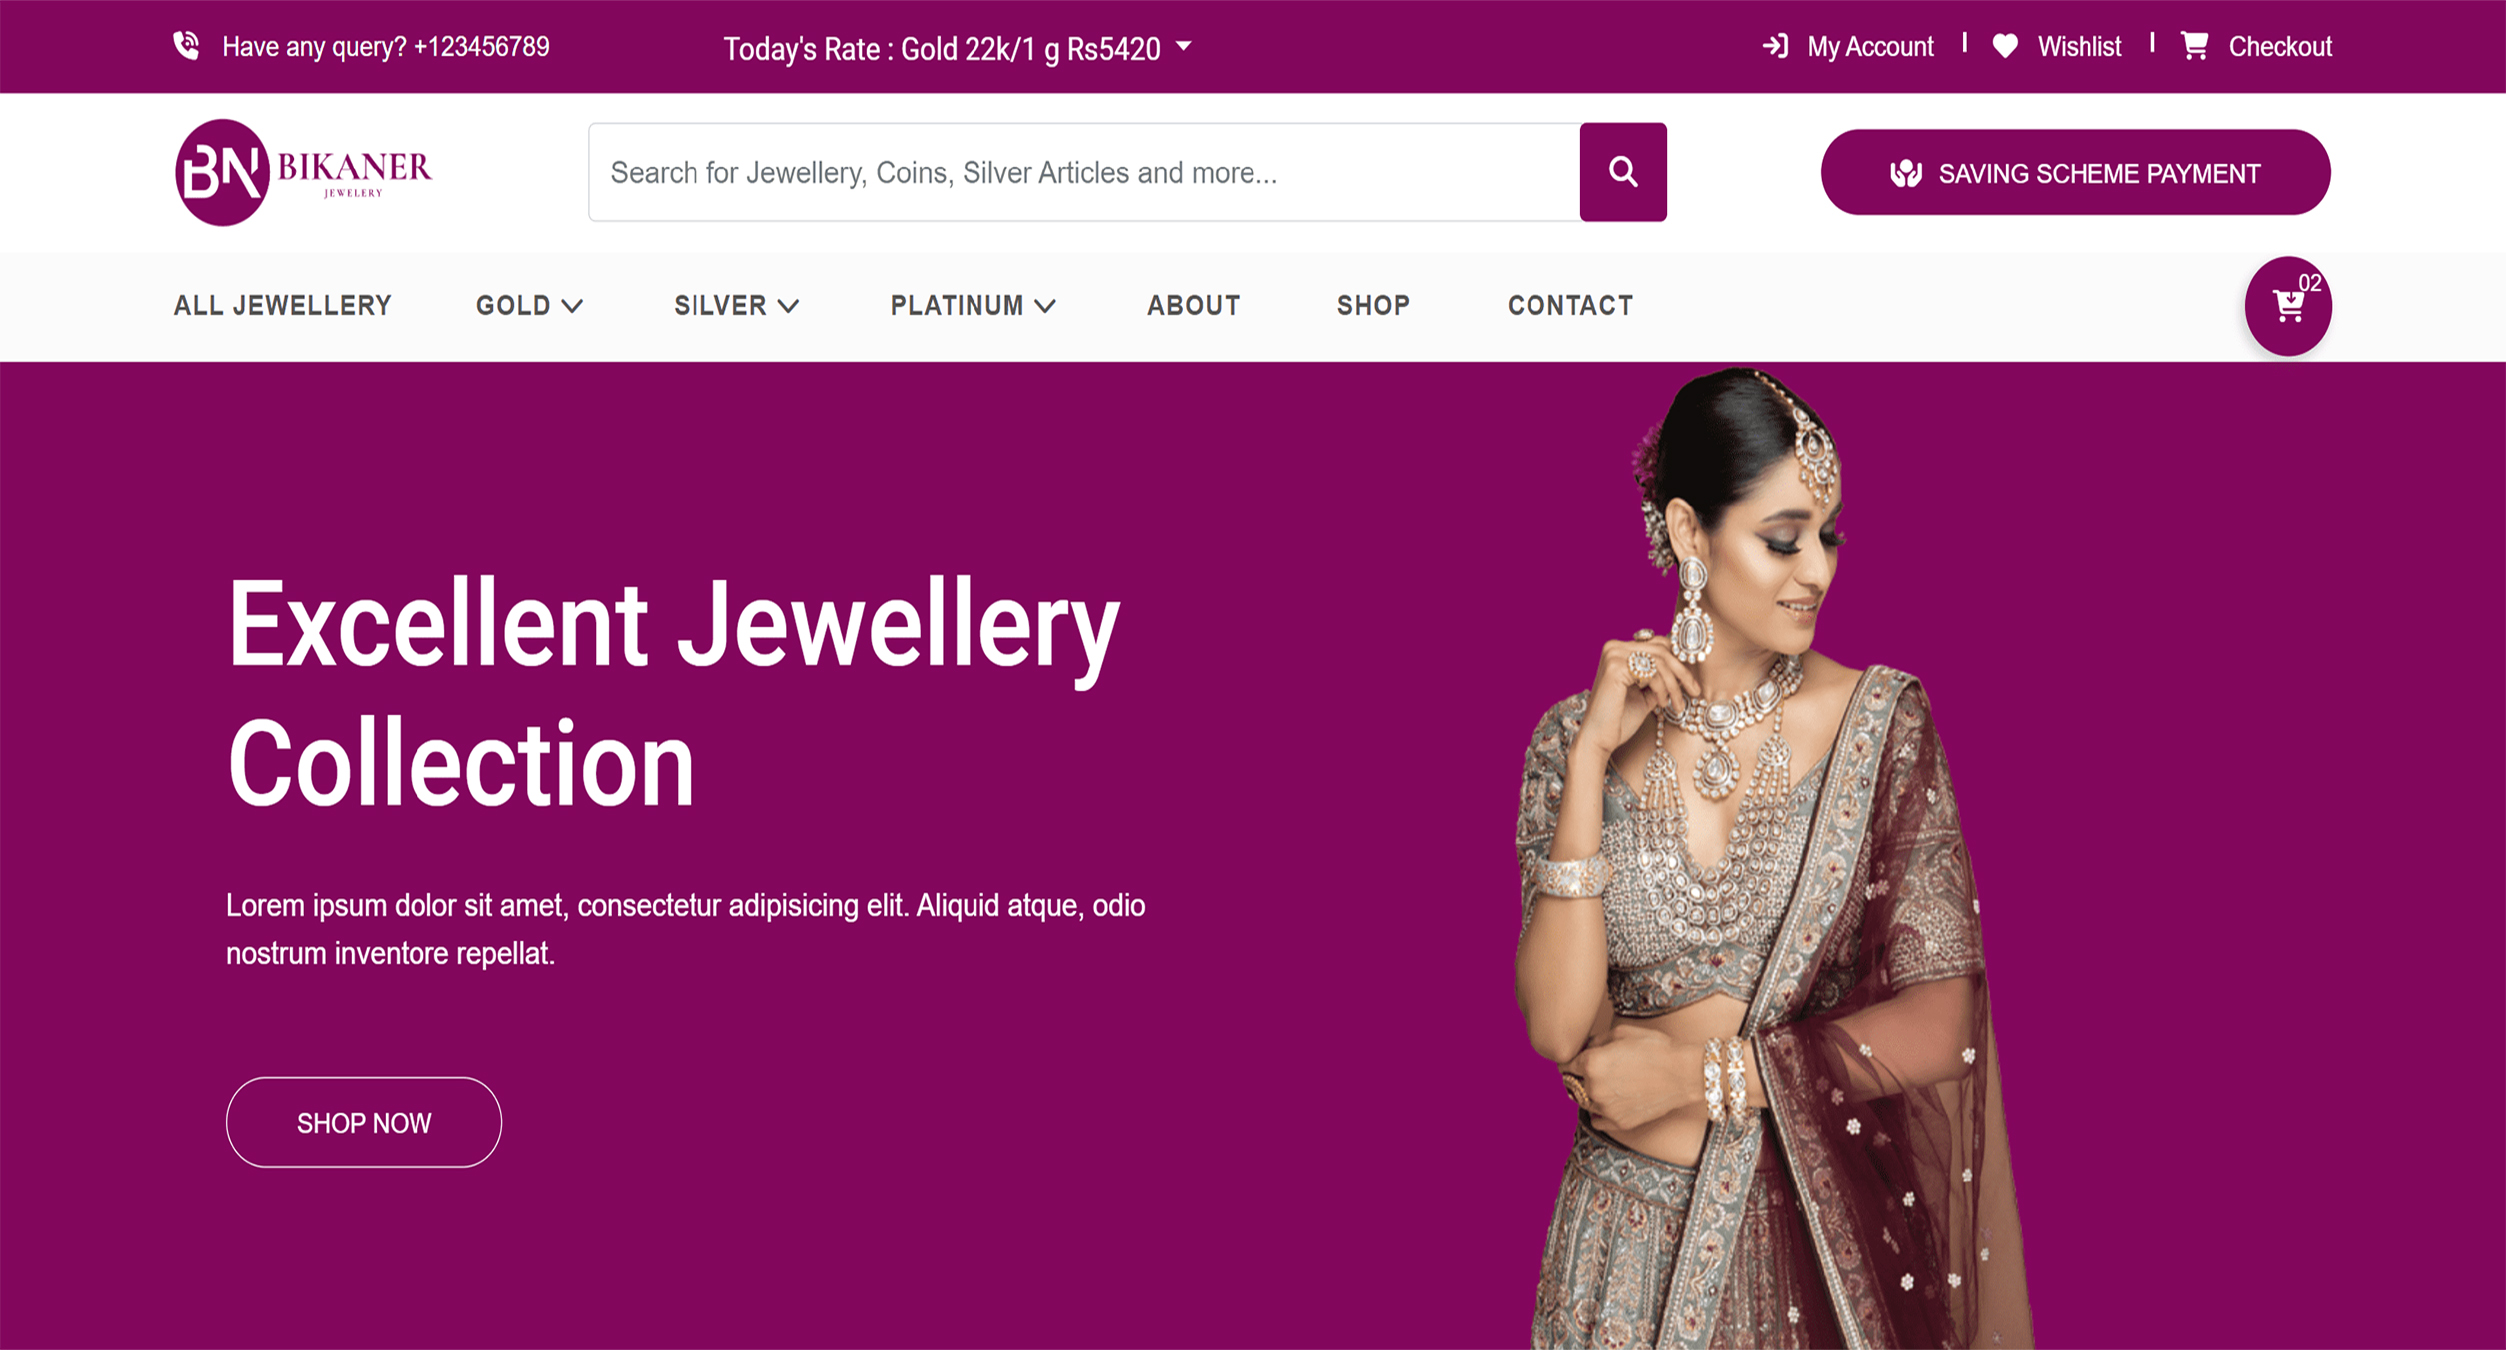 Have any query? +123456789
Today's Rate : Gold 22k/1 g Rs5420
My Account
Wishlist
Checkout
BN BIKANER
JEWELERY
Search for Jewellery, Coins, Silver Articles and more...
SAVING SCHEME PAYMENT
ALL JEWELLERY
GOLD
SILVER
PLATINUM
ABOUT
SHOP
CONTACT
02
Excellent Jewellery
Collection
Lorem ipsum dolor sit amet, consectetur adipisicing elit. Aliquid atque, odio
nostrum inventore repellat.
SHOP NOW